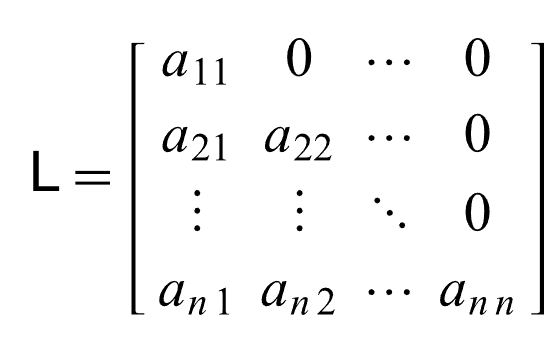 L = [ a₁₁ 0 ⋯ 0
a₂₁ a₂₂ ⋯ 0
⋮ ⋮ ⋱ 0
aₙ₁ aₙ₂ ⋯ aₙₙ ]